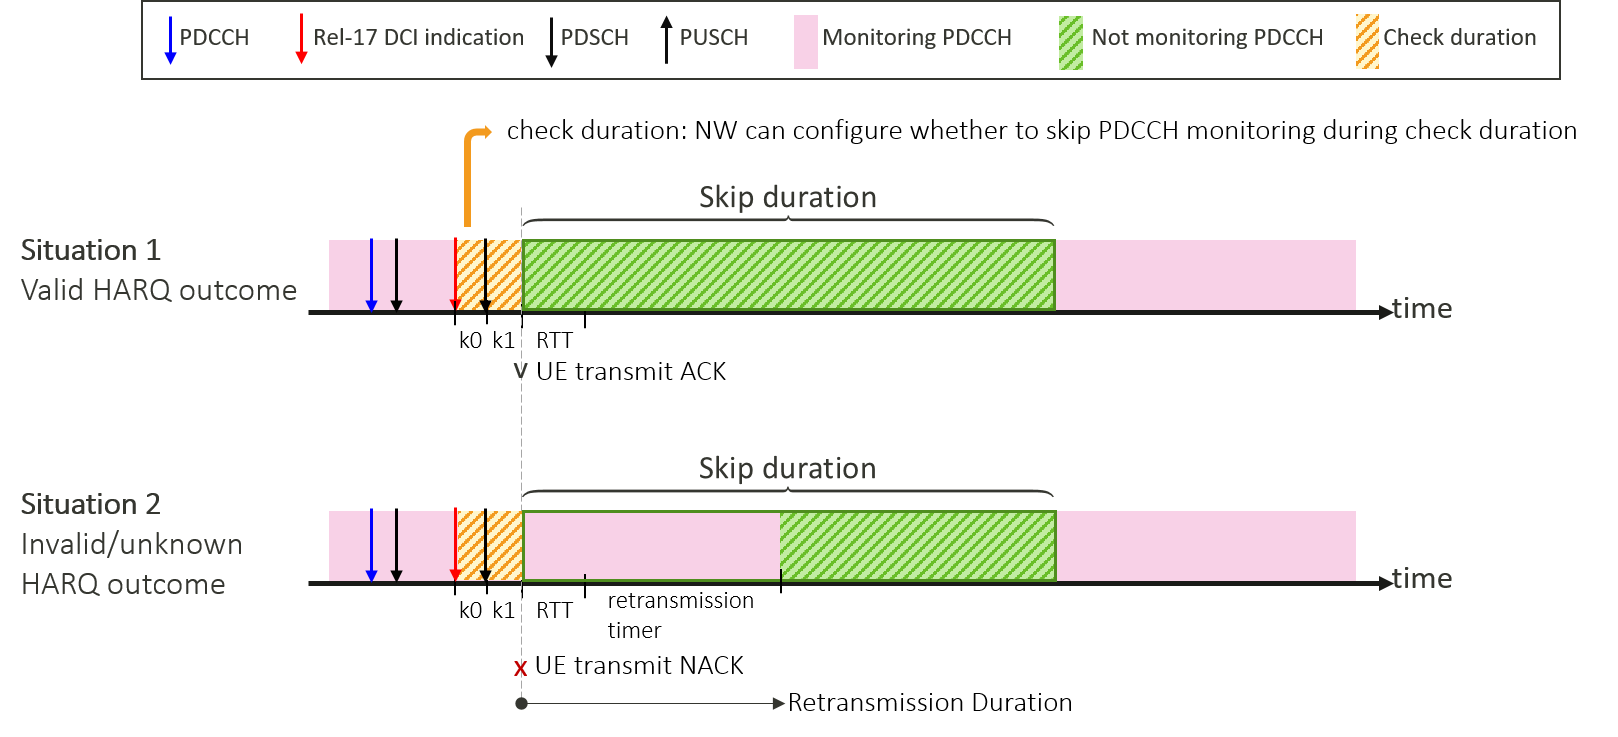 PDCCH Rel-17 DCI indication PDSCH PUSCH Monitoring PDCCH Not monitoring PDCCH Check duration
check duration: NW can configure whether to skip PDCCH monitoring during check duration
Skip duration
Situation 1
Valid HARQ outcome
time
k0 k1 RTT
V UE transmit ACK
Skip duration
Situation 2
Invalid/unknown
HARQ outcome
time
k0 k1 RTT retransmission
timer
x UE transmit NACK
Retransmission Duration